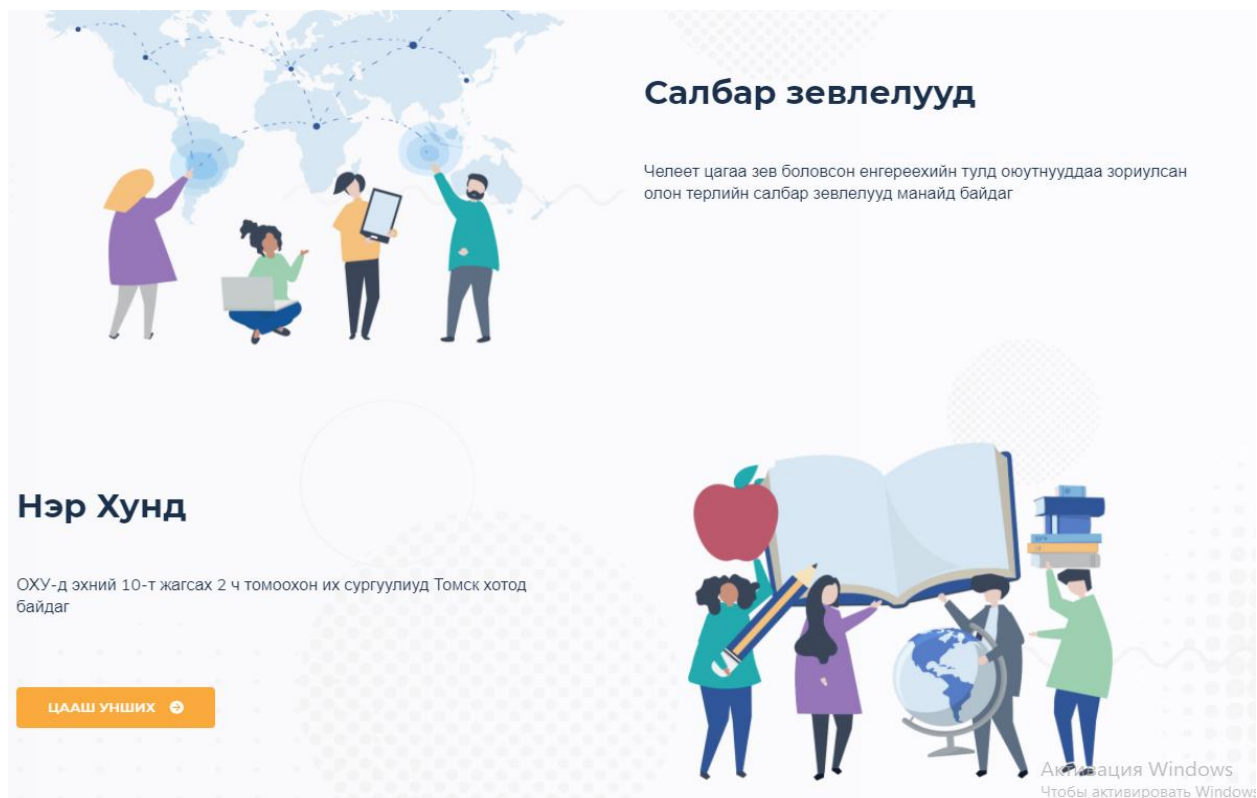 Салбар зевлелууд
Челеет цагаа зев боловсон енгереехийн тулд оюутнууддаа зориулсан
олон терлийн салбар зевлелууд манайд байдаг
Нэр Хунд
ОХУ-д эхний 10-т жагсах 2 ч томоохон их сургуулиуд Томск хотод
байдаг
ЦААШ УНШИХ
Активация Windows
Чтобы активировать Windows